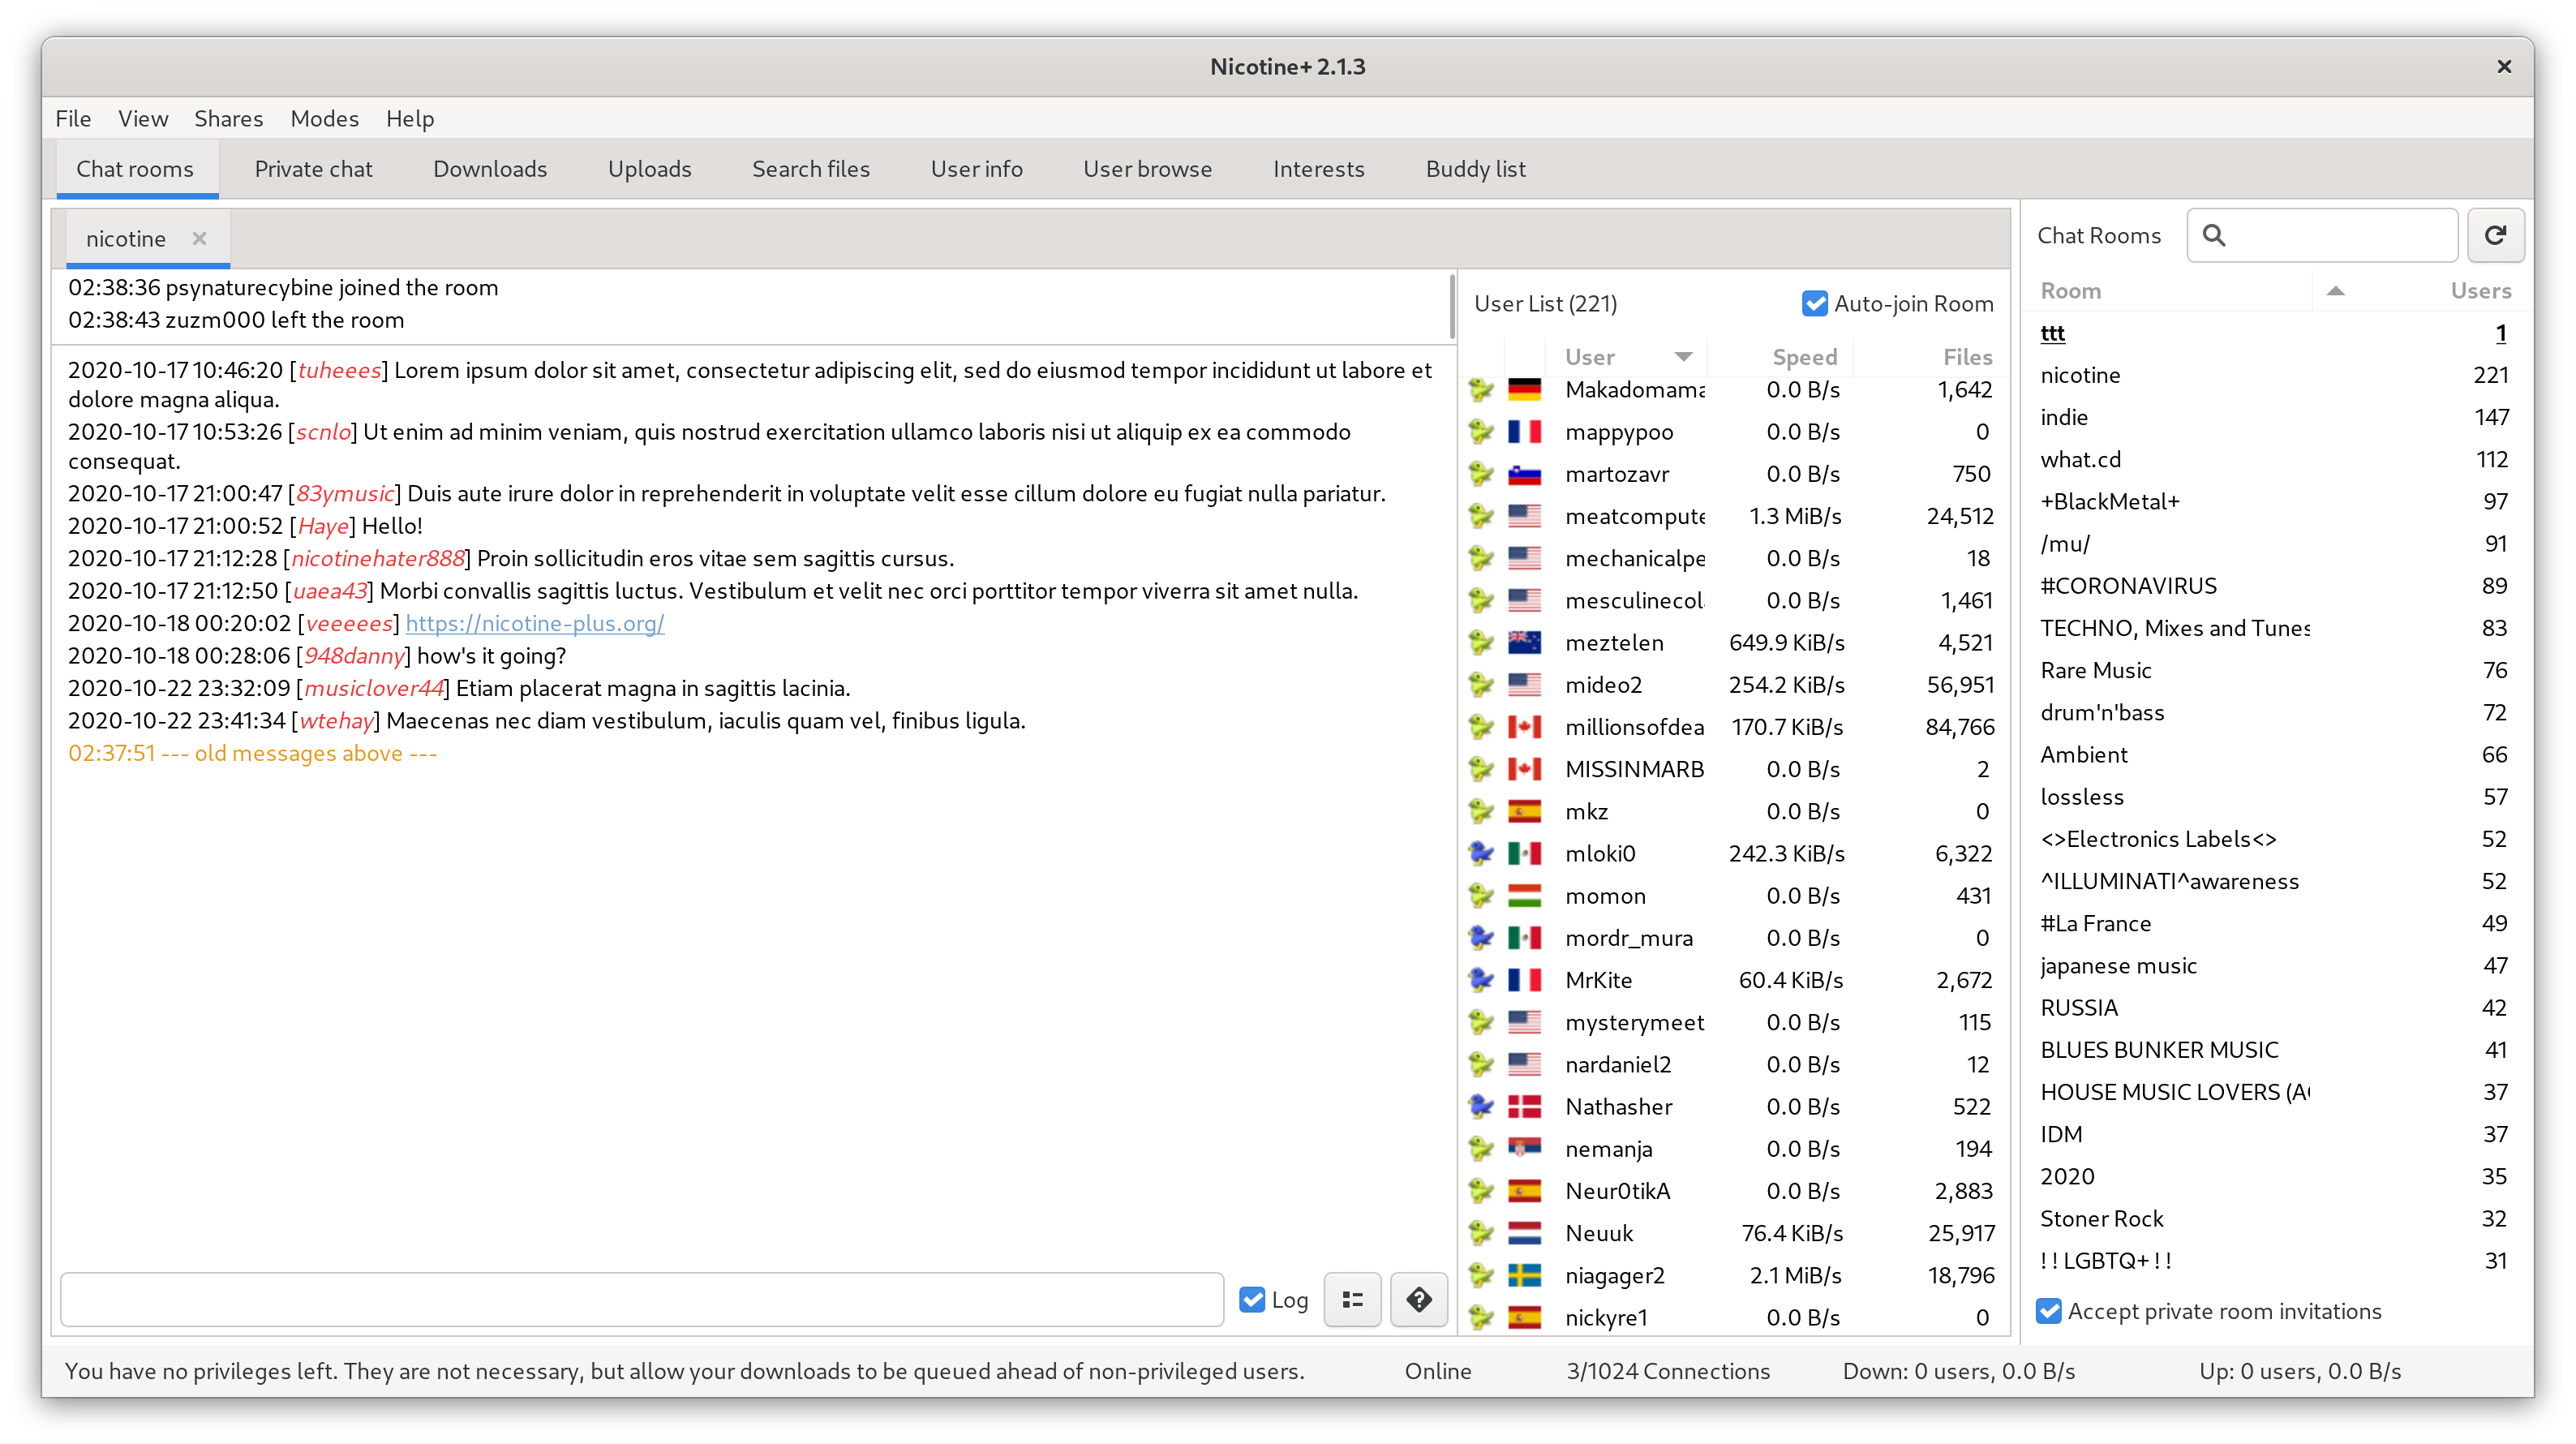 Nicotine+ 2.1.3
File View Shares Modes Help
Chat rooms Private chat Downloads Uploads Search files User info User browse Interests Buddy list
nicotine
02:38:36 psynaturecybine joined the room
02:38:43 zuzm000 left the room
2020-10-17 10:46:20 [tuheees] Lorem ipsum dolor sit amet, consectetur adipiscing elit, sed do eiusmod tempor incididunt ut labore et
dolore magna aliqua.
2020-10-17 10:53:26 [scnlo] Ut enim ad minim veniam, quis nostrud exercitation ullamco laboris nisi ut aliquip ex ea commodo
consequat.
2020-10-17 21:00:47 [83ymusic] Duis aute irure dolor in reprehenderit in voluptate velit esse cillum dolore eu fugiat nulla pariatur.
2020-10-17 21:00:52 [Haye] Hello!
2020-10-17 21:12:28 [nicotinehater888] Proin sollicitudin eros vitae sem sagittis cursus.
2020-10-17 21:12:50 [uaea43] Morbi convallis sagittis luctus. Vestibulum et velit nec orci porttitor tempor viverra sit amet nulla.
2020-10-18 00:20:02 [veeeees] https://nicotine-plus.org/
2020-10-18 00:28:06 [948danny] how's it going?
2020-10-22 23:32:09 [musiclover44] Etiam placerat magna in sagittis lacinia.
2020-10-22 23:41:34 [wtehay] Maecenas nec diam vestibulum, iaculis quam vel, finibus ligula.
02:37:51 --- old messages above ---
Log
User List (221) Auto-join Room
User Speed Files
Makadomama 0.0 B/s 1,642
mappypoo 0.0 B/s 0
martozavr 0.0 B/s 750
meatcompute 1.3 MiB/s 24,512
mechanicalpe 0.0 B/s 18
mesculinecol 0.0 B/s 1,461
meztelen 649.9 KiB/s 4,521
mideo2 254.2 KiB/s 56,951
millionsofdea 170.7 KiB/s 84,766
MISSINMARB 0.0 B/s 2
mkz 0.0 B/s 0
mloki0 242.3 KiB/s 6,322
momon 0.0 B/s 431
mordr_mura 0.0 B/s 0
MrKite 60.4 KiB/s 2,672
mysterymeet 0.0 B/s 115
nardaniel2 0.0 B/s 12
Nathasher 0.0 B/s 522
nemanja 0.0 B/s 194
Neur0tikA 0.0 B/s 2,883
Neuuk 76.4 KiB/s 25,917
niagager2 2.1 MiB/s 18,796
nickyre1 0.0 B/s 0
Chat Rooms
Room Users
ttt 1
nicotine 221
indie 147
what.cd 112
+BlackMetal+ 97
/mu/ 91
#CORONAVIRUS 89
TECHNO, Mixes and Tunes 83
Rare Music 76
drum'n'bass 72
Ambient 66
lossless 57
<>Electronics Labels<> 52
^ILLUMINATI^awareness 52
#La France 49
japanese music 47
RUSSIA 42
BLUES BUNKER MUSIC 41
HOUSE MUSIC LOVERS (A 37
IDM 37
2020 35
Stoner Rock 32
! ! LGBTQ+ ! ! 31
Accept private room invitations
You have no privileges left. They are not necessary, but allow your downloads to be queued ahead of non-privileged users. Online 3/1024 Connections Down: 0 users, 0.0 B/s Up: 0 users, 0.0 B/s